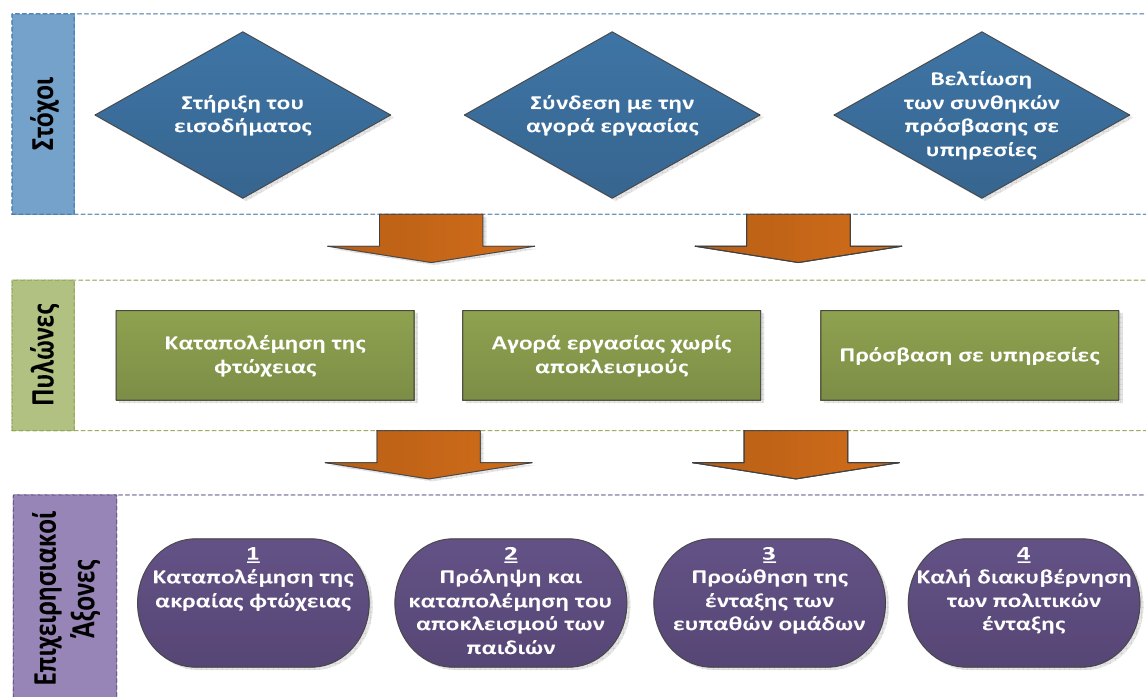 Στόχοι
Στήριξη του
εισοδήματος
Σύνδεση με την
αγορά εργασίας
Βελτίωση
των συνθηκών
πρόσβασης σε
υπηρεσίες
Πυλώνες
Καταπολέμηση της
φτώχειας
Αγορά εργασίας χωρίς
αποκλεισμούς
Πρόσβαση σε υπηρεσίες
Επιχειρησιακοί
Άξονες
1
Καταπολέμηση της
ακραίας φτώχειας
2
Πρόληψη και
καταπολέμηση του
αποκλεισμού των
παιδιών
3
Προώθηση της
ένταξης των
ευπαθών ομάδων
4
Καλή διακυβέρνηση
των πολιτικών
ένταξης